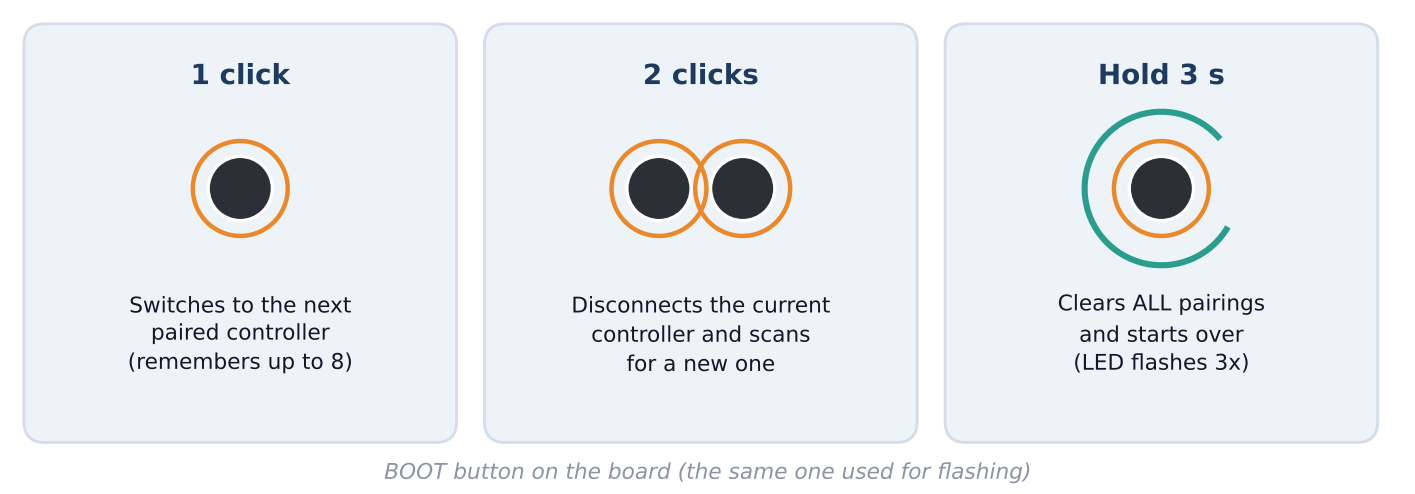 1 click
Switches to the next
paired controller
(remembers up to 8)
2 clicks
Disconnects the current
controller and scans
for a new one
Hold 3 s
Clears ALL pairings
and starts over
(LED flashes 3x)
BOOT button on the board (the same one used for flashing)